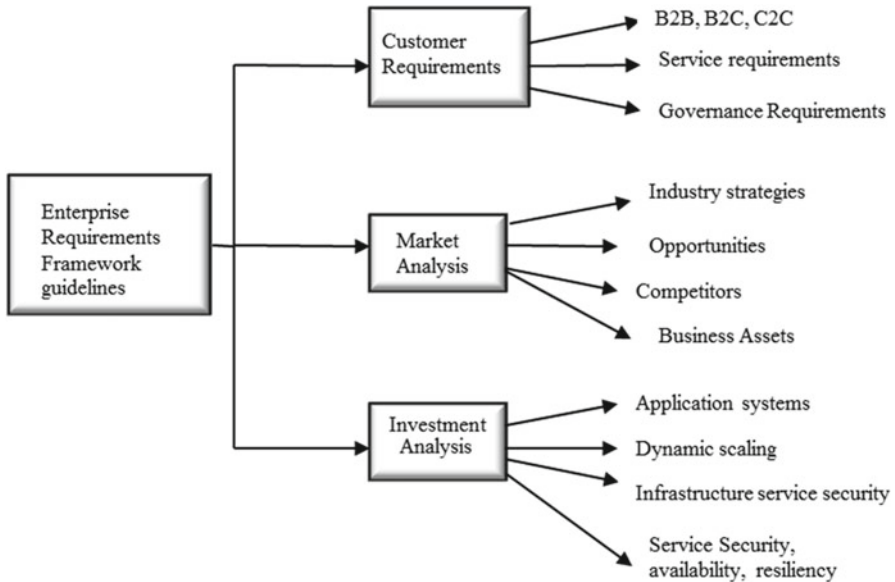 Enterprise
Requirements
Framework
guidelines
Customer
Requirements
B2B, B2C, C2C
Service requirements
Governance Requirements
Market
Analysis
Industry strategies
Opportunities
Competitors
Business Assets
Investment
Analysis
Application systems
Dynamic scaling
Infrastructure service security
Service Security,
availability, resiliency